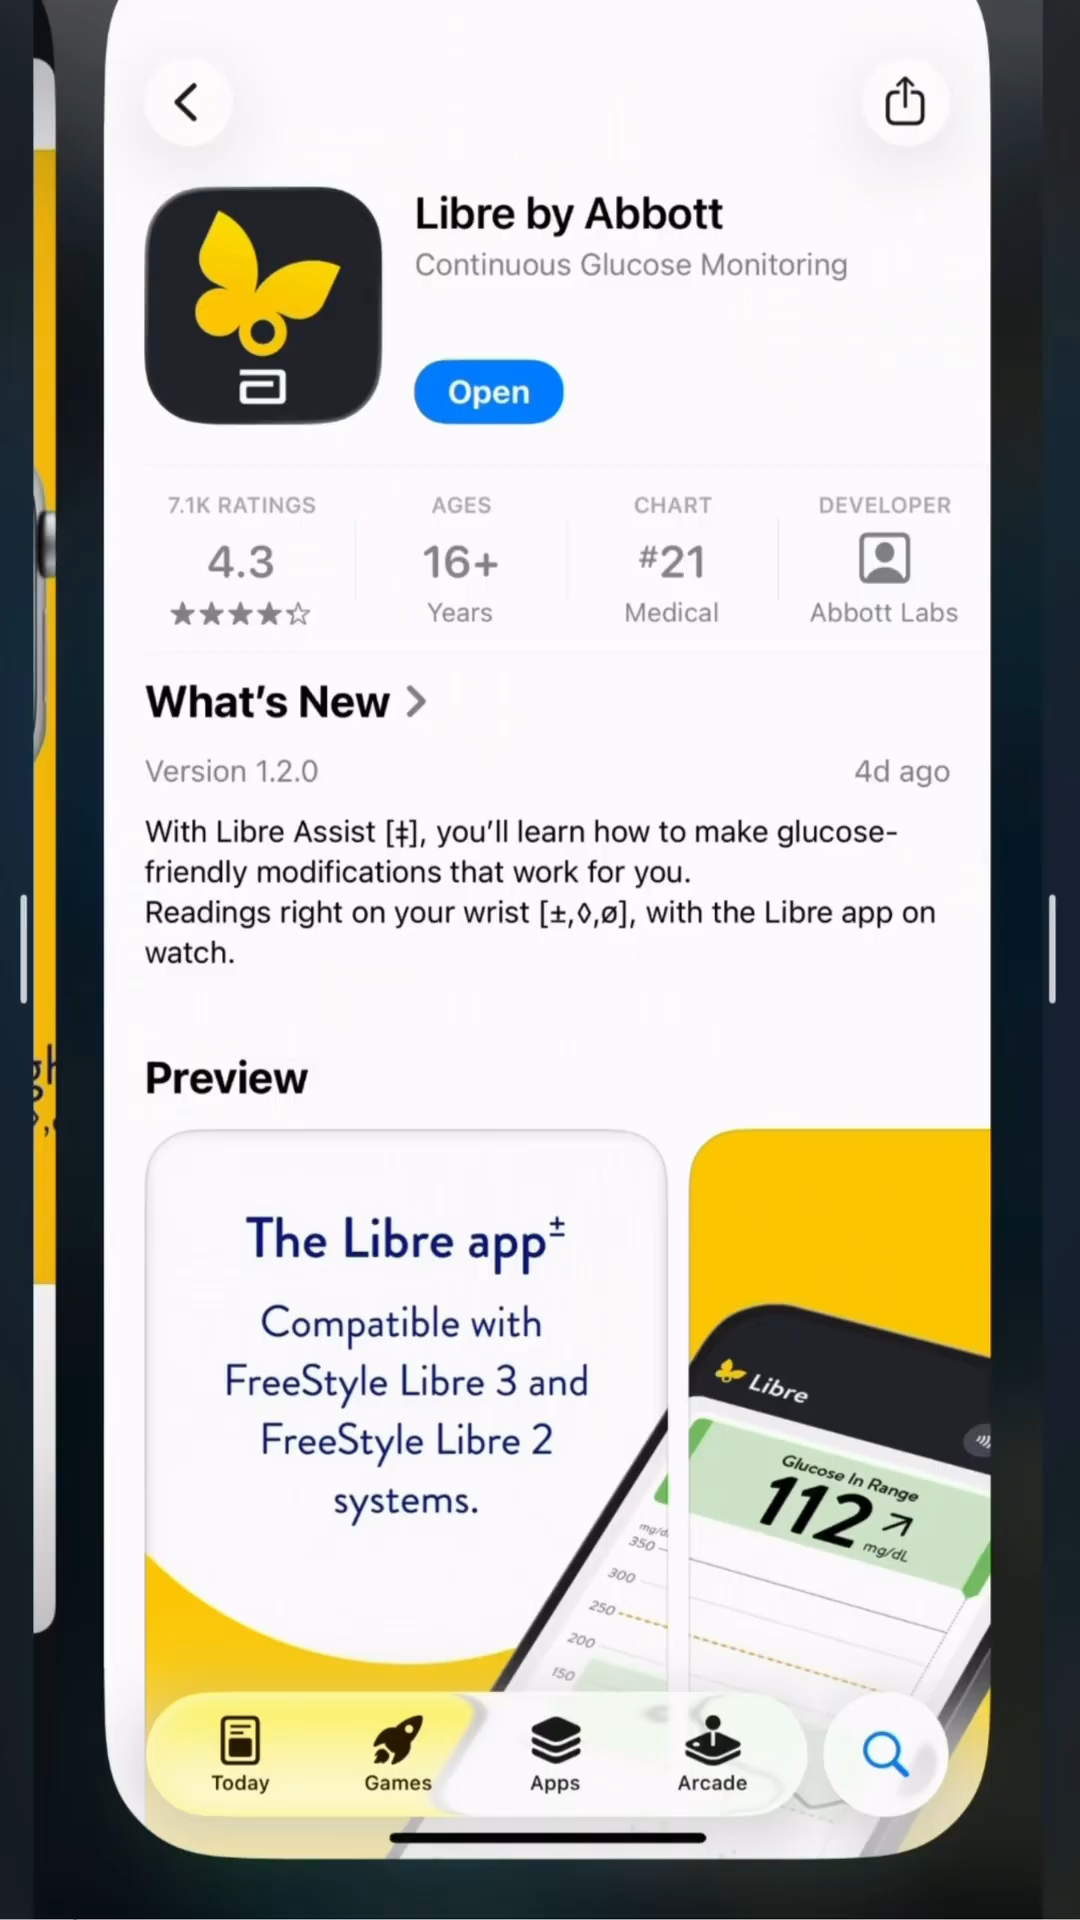 Libre by Abbott
Continuous Glucose Monitoring
Open
7.1K RATINGS
4.3
AGES
16+
Years
CHART
#21
Medical
DEVELOPER
Abbott Labs
What's New
Version 1.2.0
4d ago
With Libre Assist [‡], you'll learn how to make glucose-
friendly modifications that work for you.
Readings right on your wrist [±,◊,ø], with the Libre app on
watch.
Preview
The Libre app±
Compatible with
FreeStyle Libre 3 and
FreeStyle Libre 2
systems.
Libre
Glucose In Range
112
mg/dL
350
300
250
200
150
Today
Games
Apps
Arcade